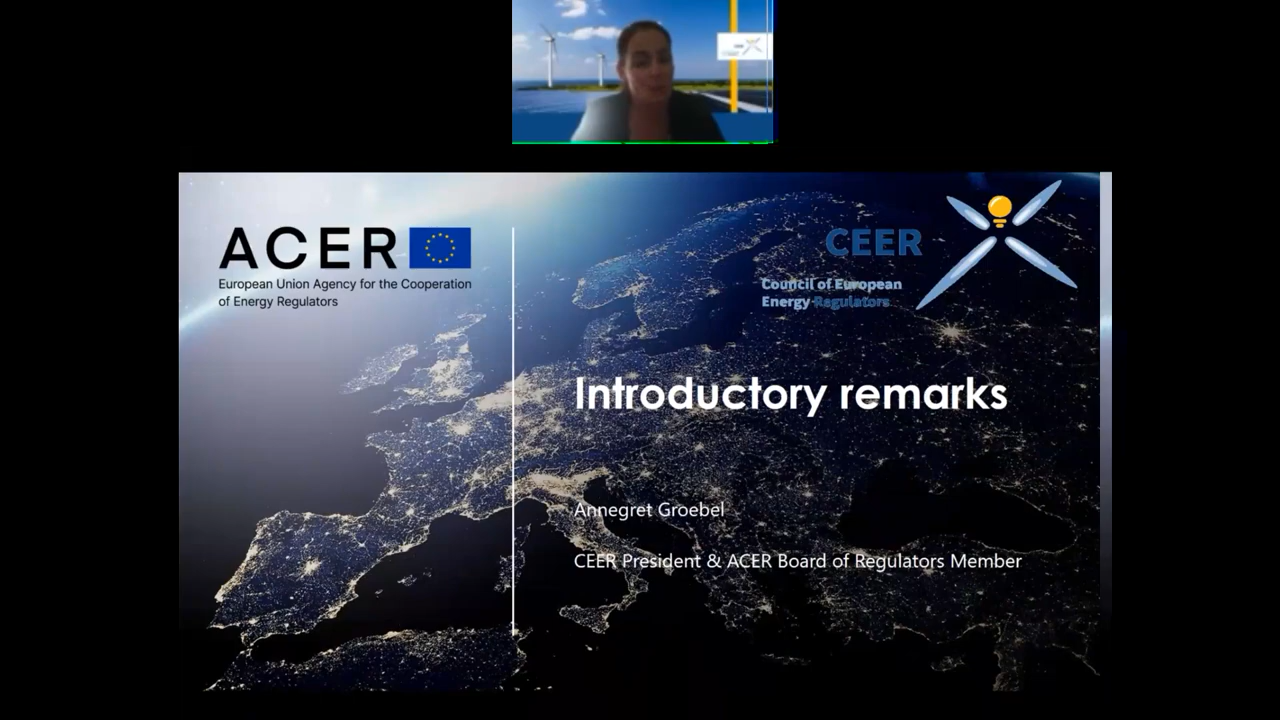 ACER
European Union Agency for the Cooperation
of Energy Regulators
CEER
Council of European
Energy Regulators
Introductory remarks
Annegret Groebel
CEER President & ACER Board of Regulators Member